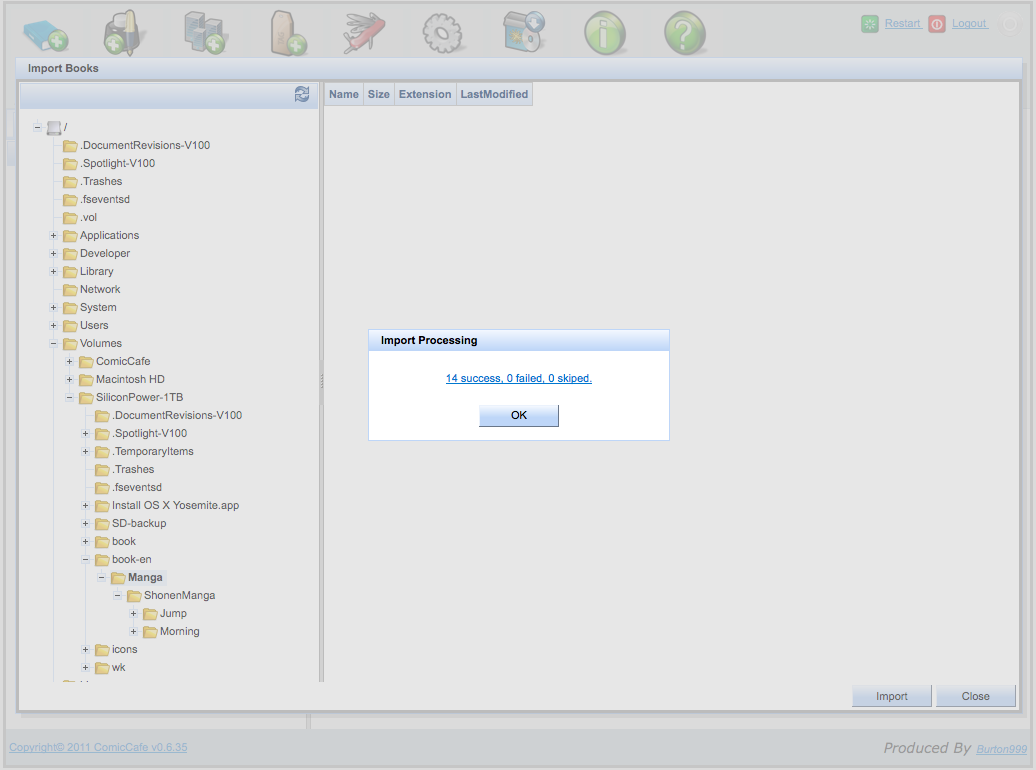 Restart Logout
Import Books
Name Size Extension LastModified
/
.DocumentRevisions-V100
.Spotlight-V100
.Trashes
.fseventsd
.vol
Applications
Developer
Library
Network
System
Users
Volumes
ComicCafe
Macintosh HD
SiliconPower-1TB
.DocumentRevisions-V100
.Spotlight-V100
.TemporaryItems
.Trashes
.fseventsd
Install OS X Yosemite.app
SD-backup
book
book-en
Manga
ShonenManga
Jump
Morning
icons
wk
Import Processing
14 success, 0 failed, 0 skiped.
OK
Import Close
Copyright© 2011 ComicCafe v0.6.35
Produced By Burton999